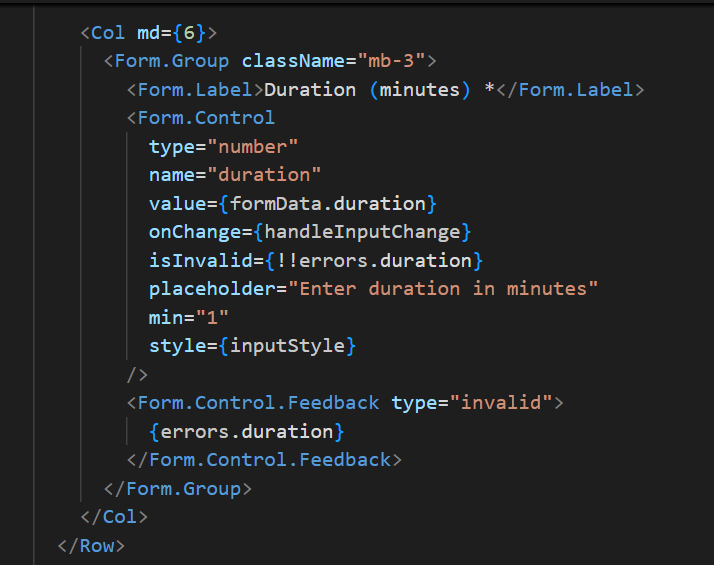 <Col md={6}>
<Form.Group className="mb-3">
<Form.Label>Duration (minutes) *</Form.Label>
<Form.Control
type="number"
name="duration"
value={formData.duration}
onChange={handleInputChange}
isInvalid={!!errors.duration}
placeholder="Enter duration in minutes"
min="1"
style={inputStyle}
/>
<Form.Control.Feedback type="invalid">
{errors.duration}
</Form.Control.Feedback>
</Form.Group>
</Col>
</Row>